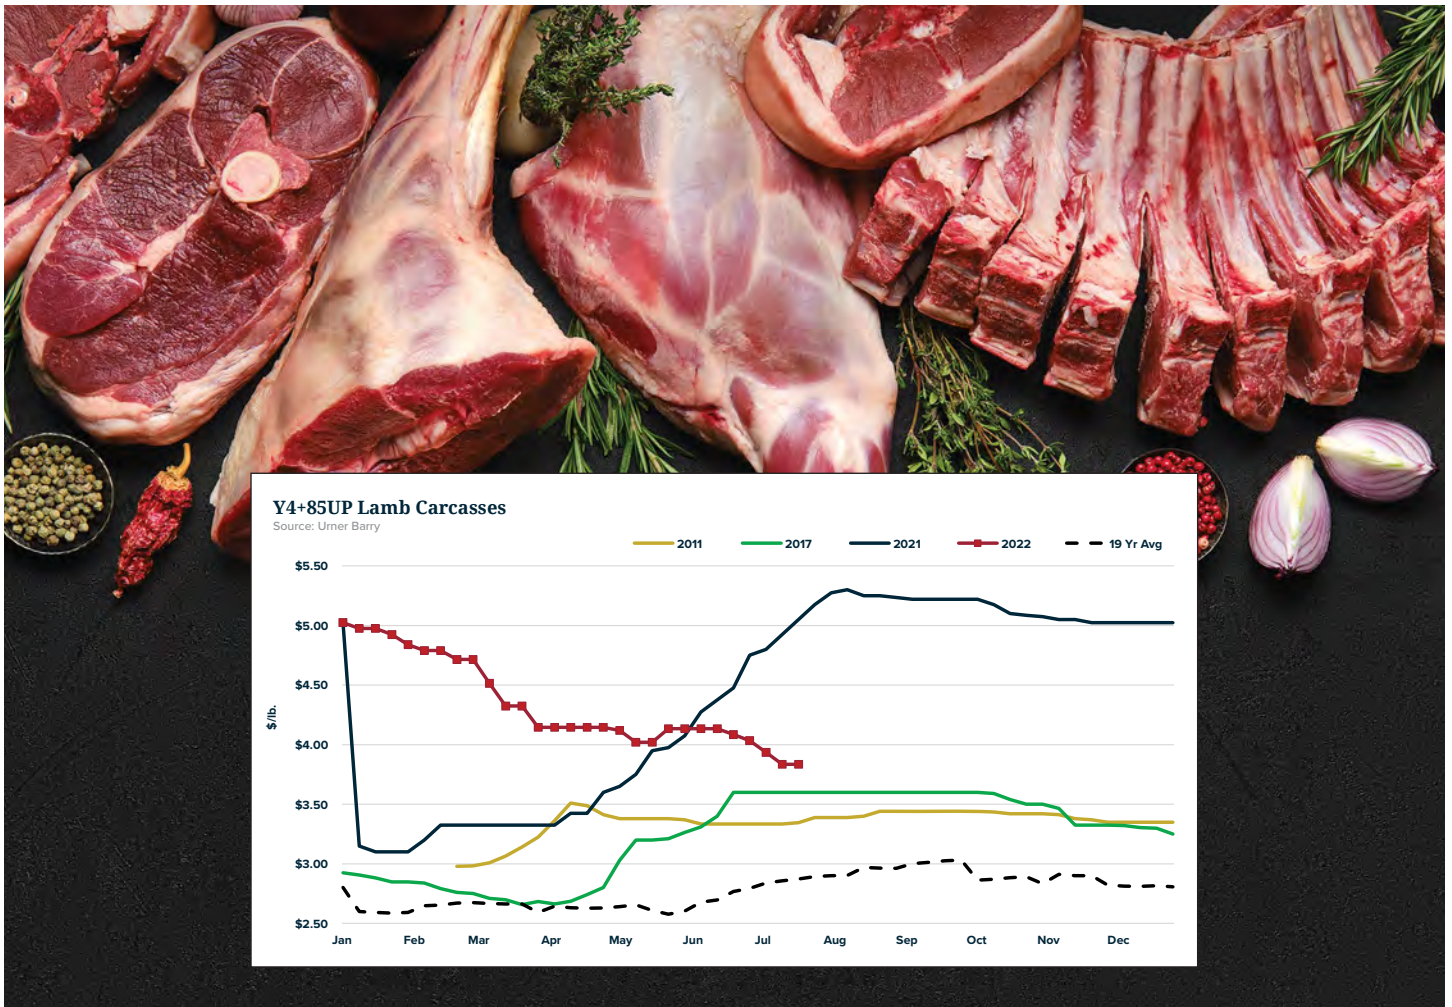 Y4+85UP Lamb Carcasses
Source: Urner Barry
2011 2017 2021 2022 19 Yr Avg
$5.50
$5.00
$4.50
$4.00
$3.50
$3.00
$2.50
$/lb.
Jan Feb Mar Apr May Jun Jul Aug Sep Oct Nov Dec